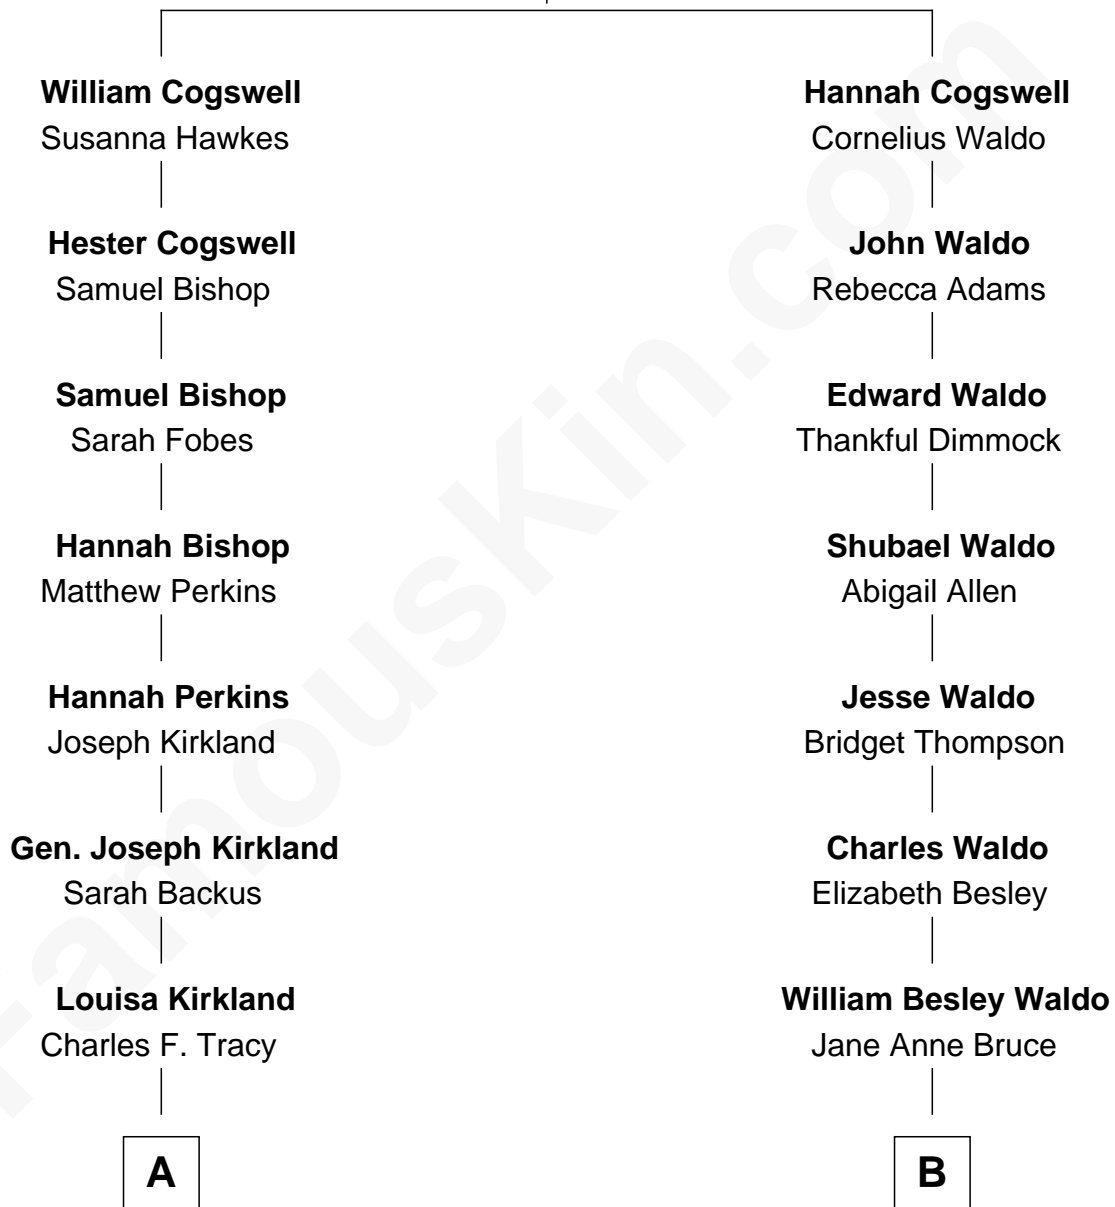 William Cogswell
Susanna Hawkes
Hester Cogswell
Samuel Bishop
Samuel Bishop
Sarah Fobes
Hannah Bishop
Matthew Perkins
Hannah Perkins
Joseph Kirkland
Gen. Joseph Kirkland
Sarah Backus
Louisa Kirkland
Charles F. Tracy
A
Hannah Cogswell
Cornelius Waldo
John Waldo
Rebecca Adams
Edward Waldo
Thankful Dimmock
Shubael Waldo
Abigail Allen
Jesse Waldo
Bridget Thompson
Charles Waldo
Elizabeth Besley
William Besley Waldo
Jane Anne Bruce
B
FamousKin.com